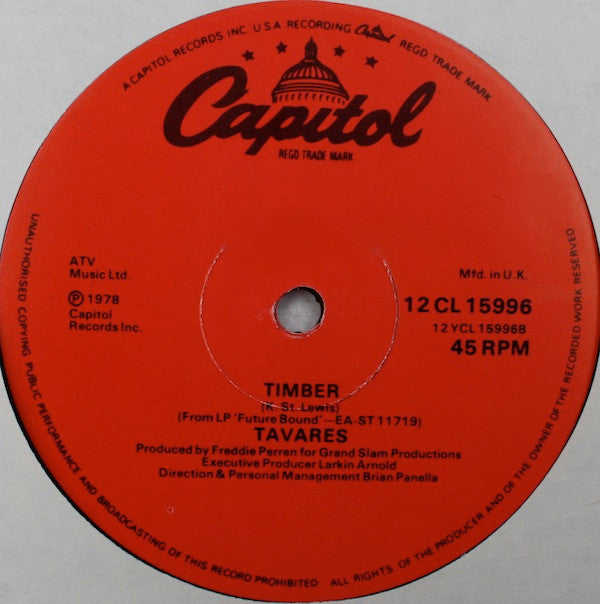 A CAPITOL RECORDS INC. U.S.A RECORDING Capitol REGD TRADE MARK
Capitol
REGD TRADE MARK
ATV
Music Ltd.
℗ 1978
Capitol
Records Inc.
Mfd. in U.K.
12 CL 15996
12 YCL 15996B
45 RPM
TIMBER
(K. St. Lewis)
(From LP 'Future Bound'—EA-ST 11719)
TAVARES
Produced by Freddie Perren for Grand Slam Productions
Executive Producer Larkin Arnold
Direction & Personal Management Brian Panella
UNAUTHORISED COPYING PUBLIC PERFORMANCE AND BROADCASTING OF THIS RECORD PROHIBITED ALL RIGHTS OF THE PRODUCER AND OF THE OWNER OF THE RECORDED WORK RESERVED